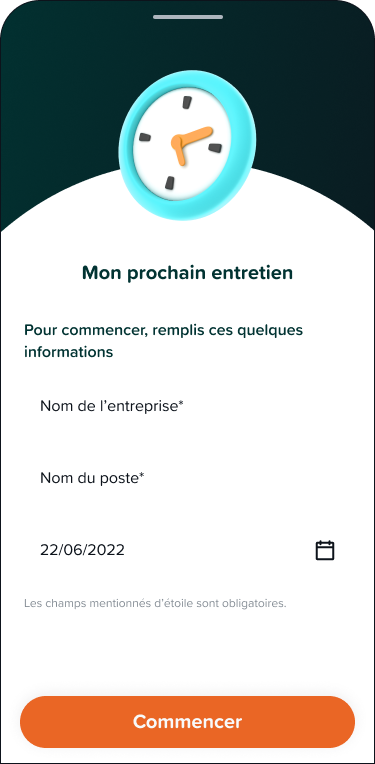 Mon prochain entretien
Pour commencer, remplis ces quelques
informations
Nom de l’entreprise*
Nom du poste*
22/06/2022
Les champs mentionnés d’étoile sont obligatoires.
Commencer